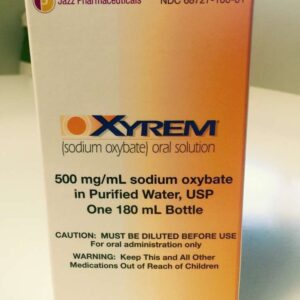 Jazz Pharmaceuticals
NDC
XYREM®
(sodium oxybate) oral solution
500 mg/mL sodium oxybate
in Purified Water, USP
One 180 mL Bottle
CAUTION: MUST BE DILUTED BEFORE USE
For oral administration only
WARNING: Keep This and All Other
Medications Out of Reach of Children